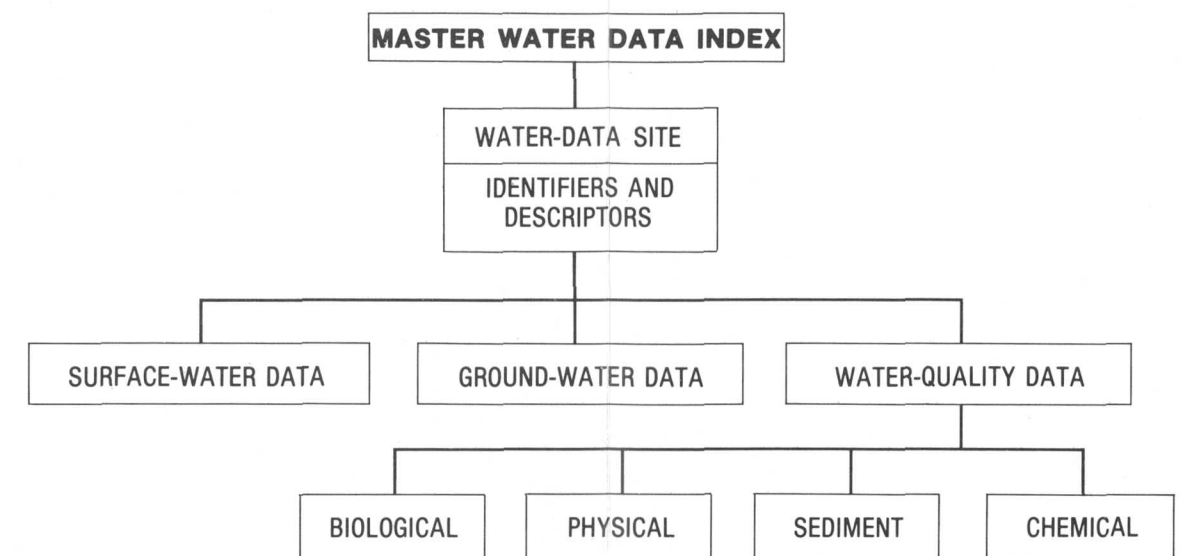 MASTER WATER DATA INDEX
WATER-DATA SITE
IDENTIFIERS AND
DESCRIPTORS
SURFACE-WATER DATA
GROUND-WATER DATA
WATER-QUALITY DATA
BIOLOGICAL
PHYSICAL
SEDIMENT
CHEMICAL